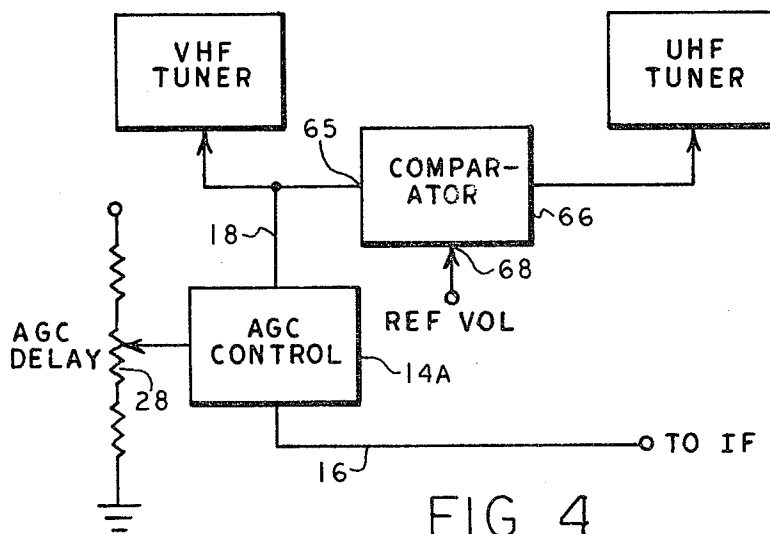 VHF
TUNER
UHF
TUNER
65
COMPAR-
ATOR
66
18
68
REF VOL
AGC
DELAY
28
AGC
CONTROL
14A
16
TO IF
FIG 4